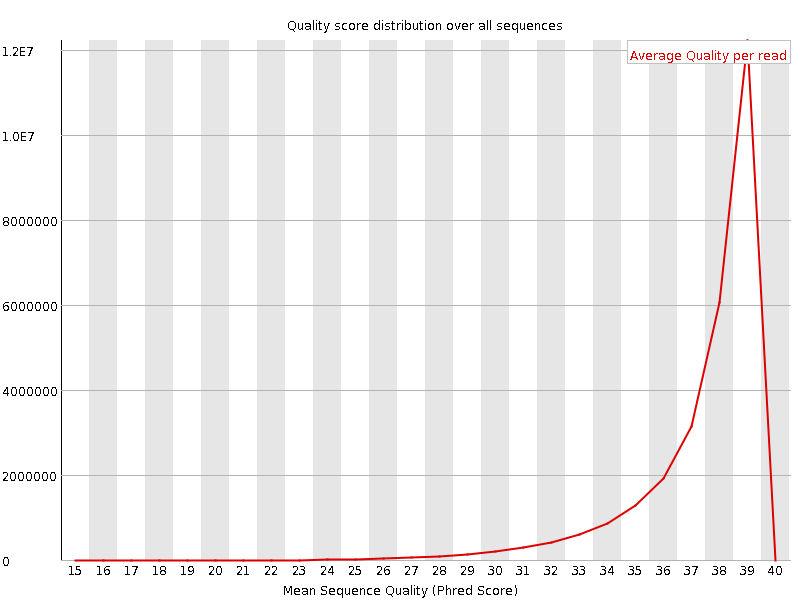 Quality score distribution over all sequences
Average Quality per read
1.2E7
1.0E7
8000000
6000000
4000000
2000000
0
15 16 17 18 19 20 21 22 23 24 25 26 27 28 29 30 31 32 33 34 35 36 37 38 39 40
Mean Sequence Quality (Phred Score)